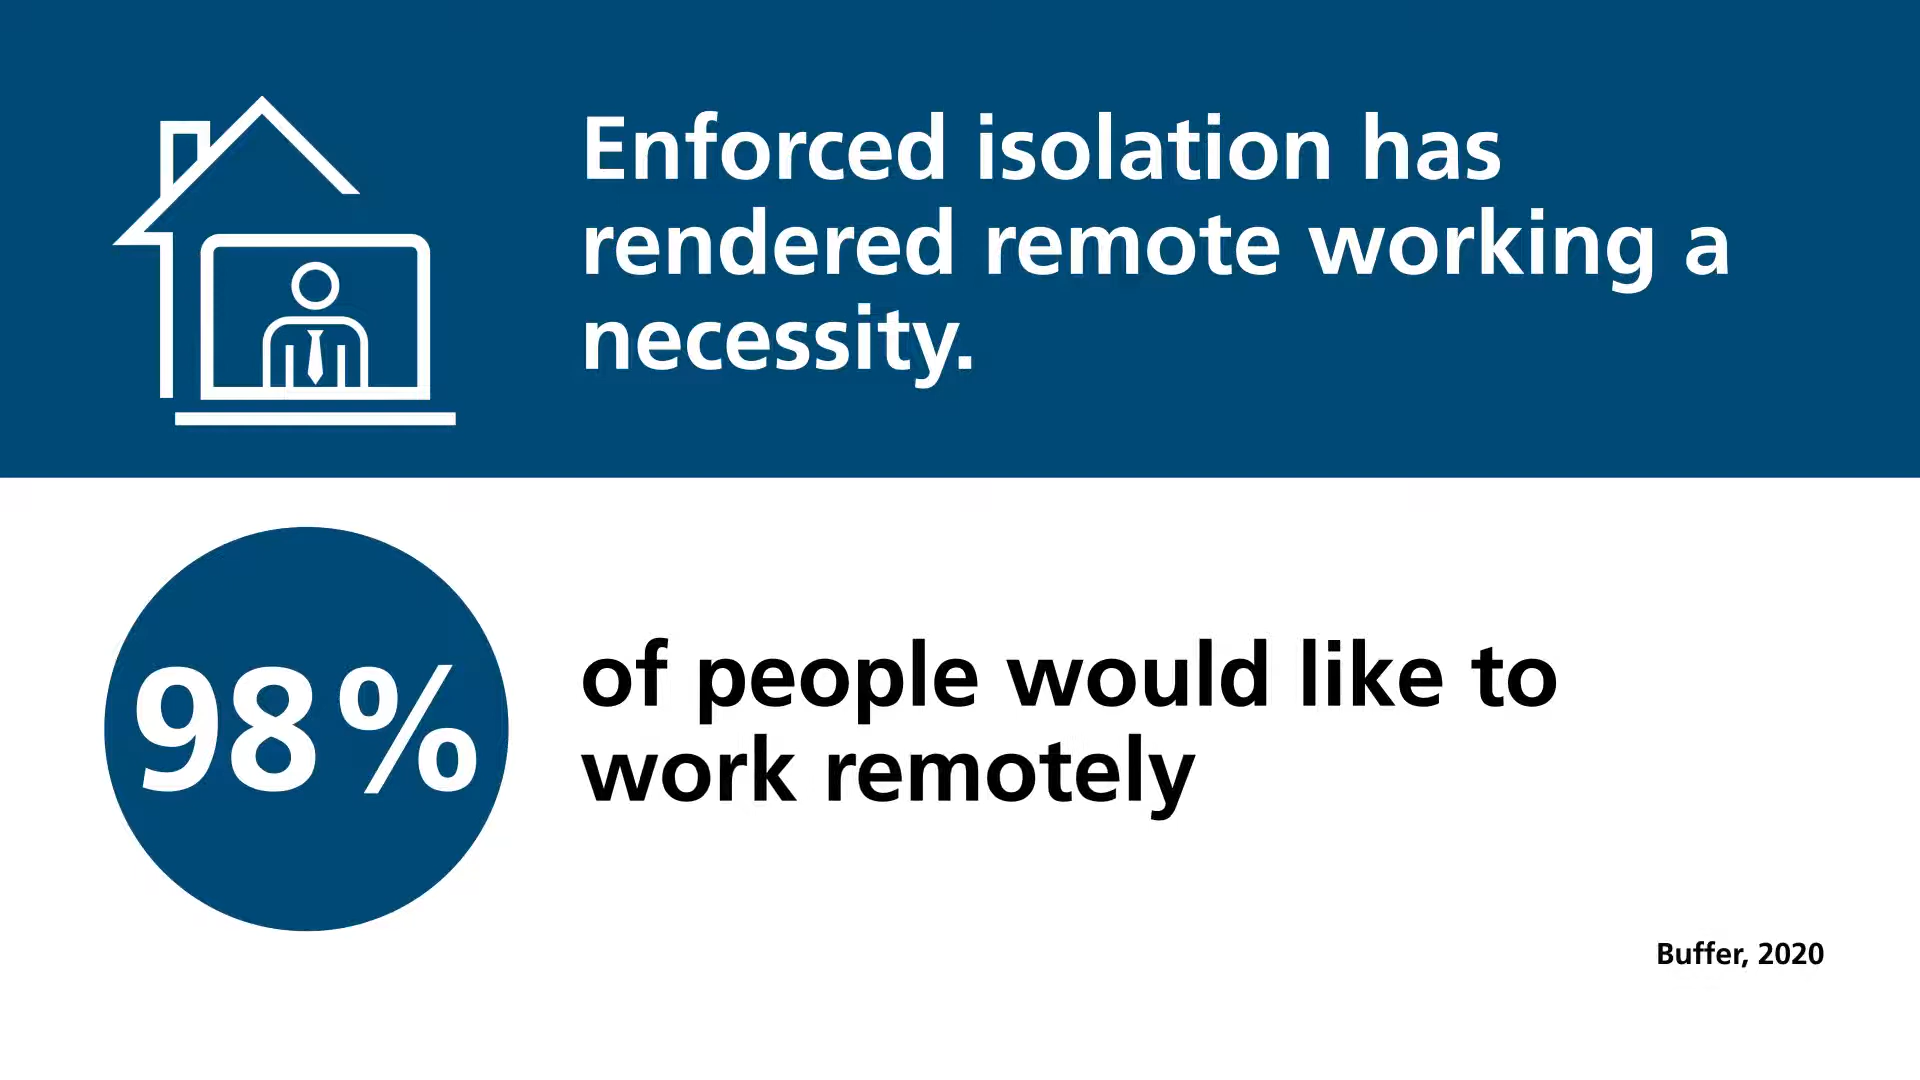 Enforced isolation has
rendered remote working a
necessity.
98%
of people would like to
work remotely
Buffer, 2020